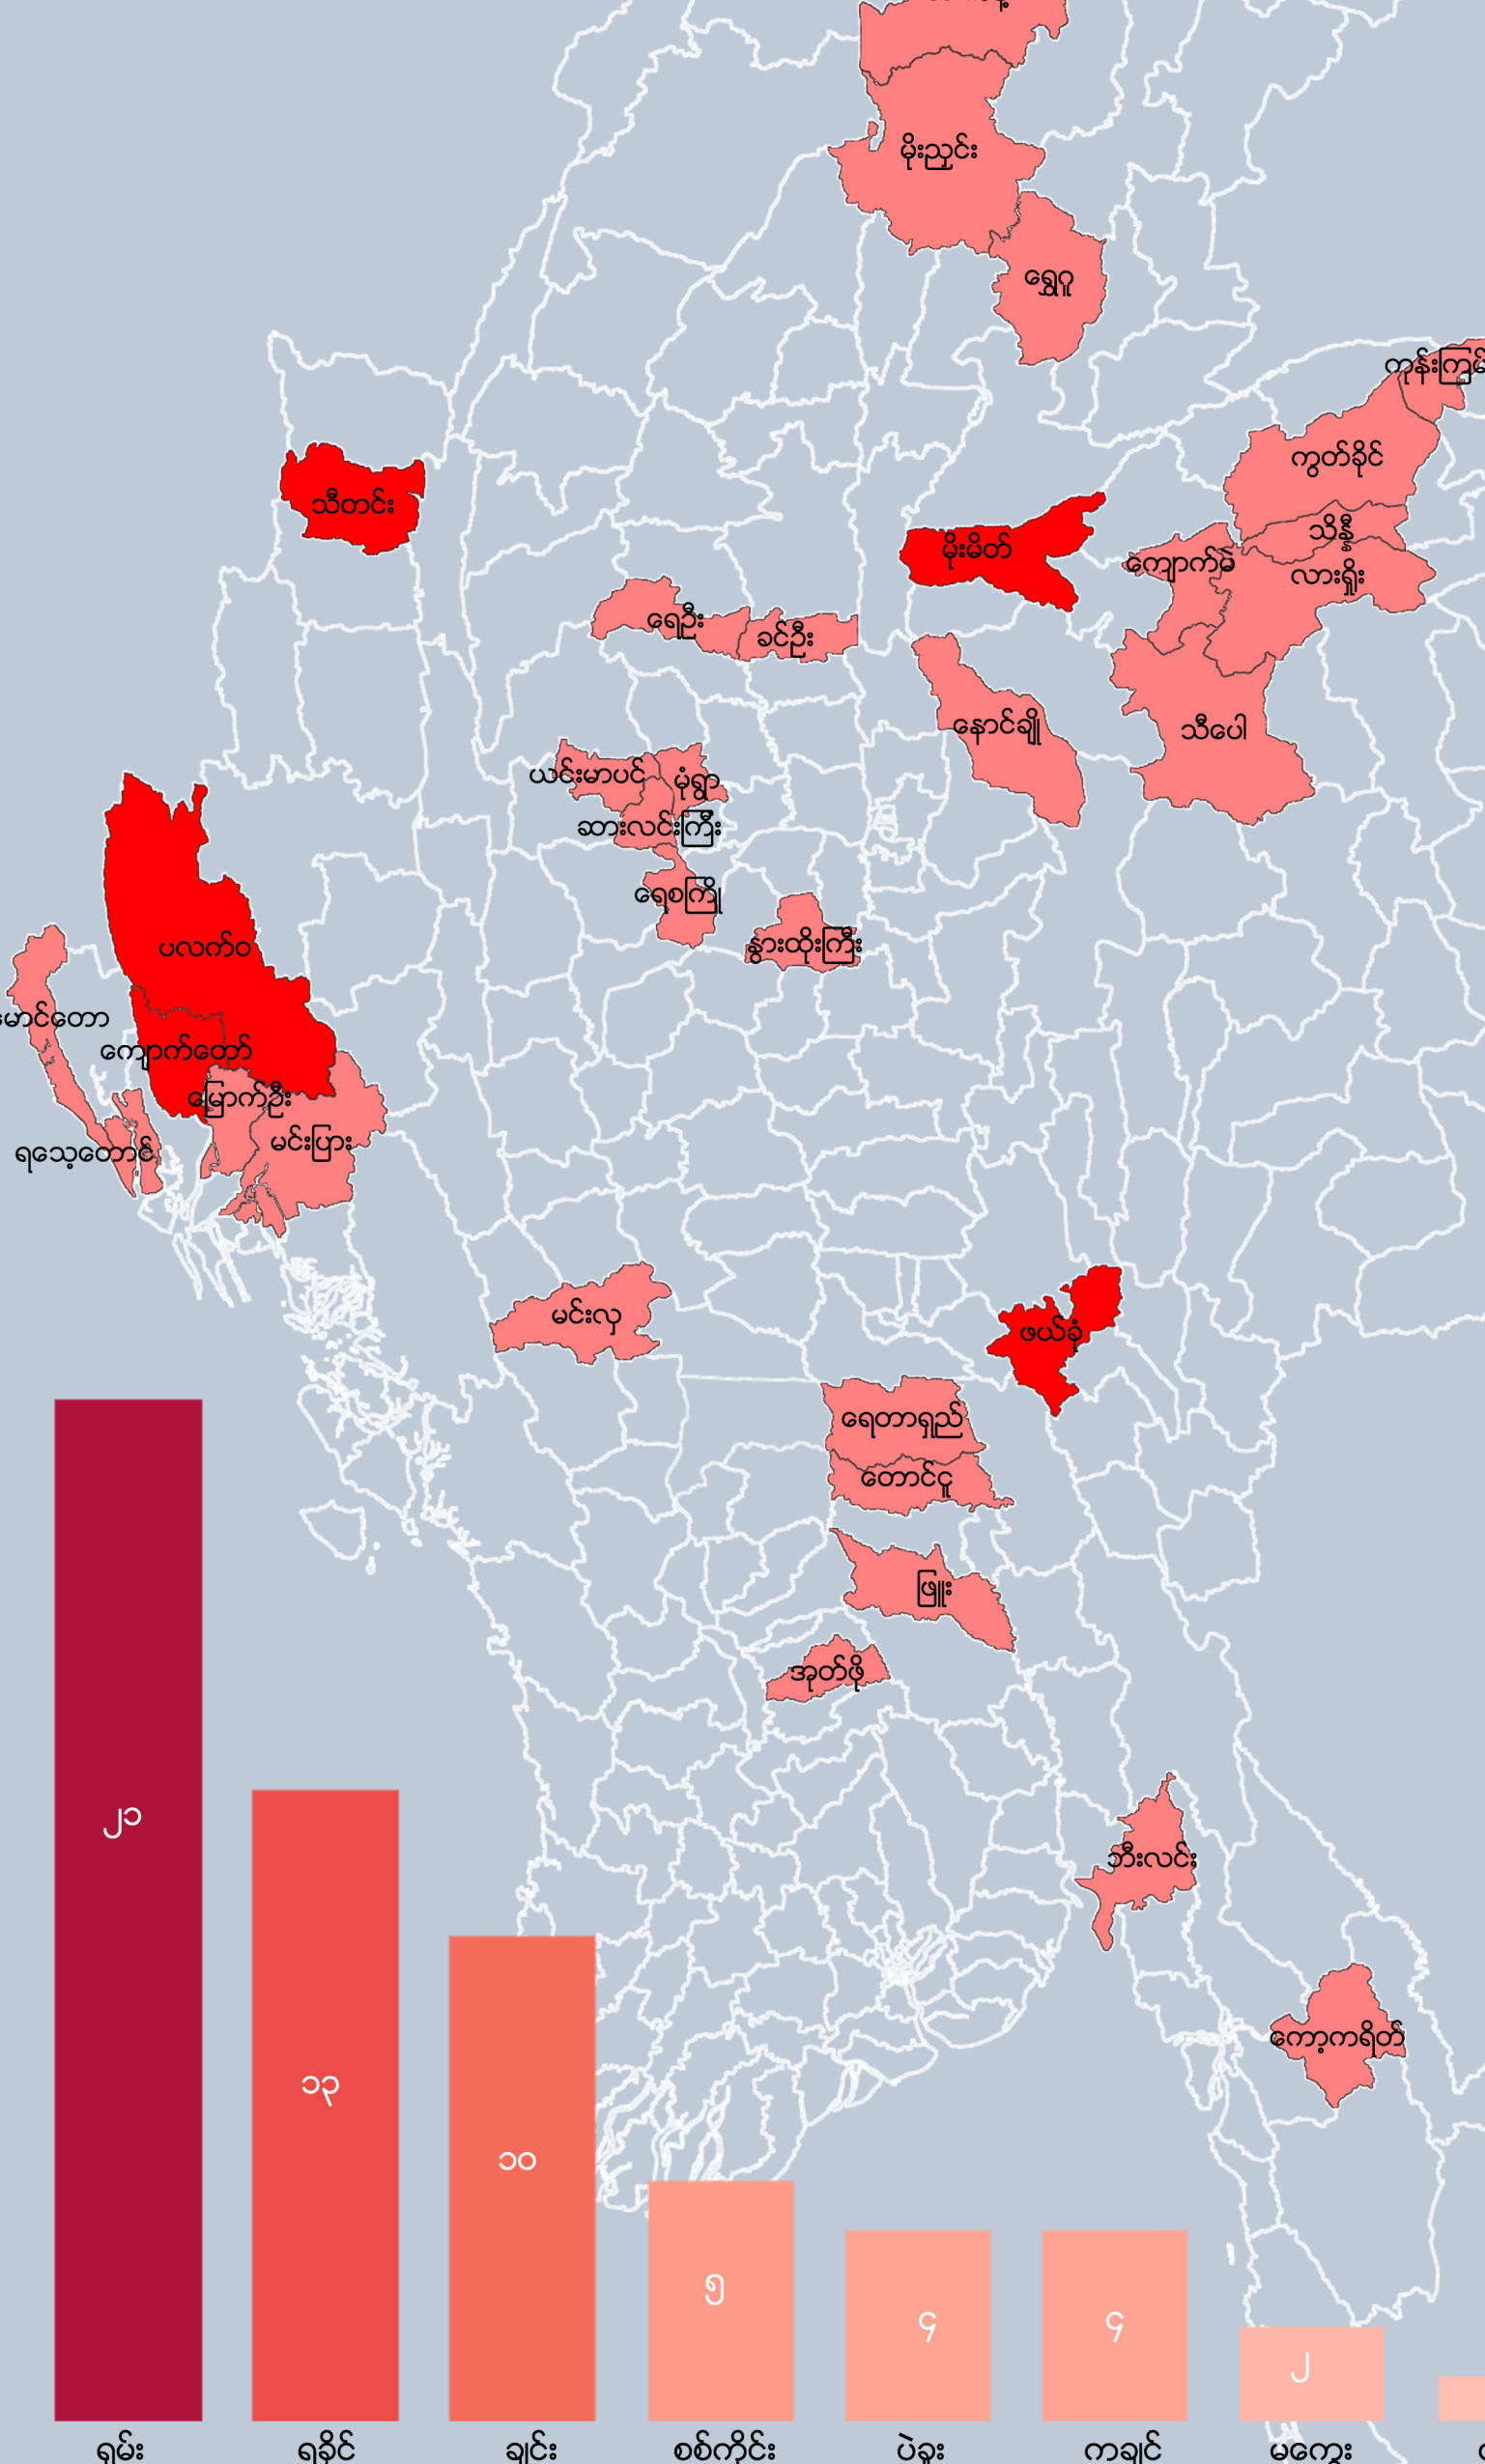 မိုးညှင်း
ရွှေဂူ
ကွတ်ခိုင်
သီတင်း
သိန္နီ
မိုးမိတ်
ကျောက်မဲ
လားရှိုး
ရေဦး
ခင်ဦး
နောင်ချို
သီပေါ
ယင်းမာပင်
မုံရွာ
ဆားလင်းကြီး
ရေစကြို
နွားထိုးကြီး
ပလက်ဝ
ကျောက်တော်
မြောက်ဦး
မင်းပြား
ရသေ့တောင်
မင်းလှ
ဖယ်ခုံ
ရေတာရှည်
တောင်ငူ
ဖြူး
အုတ်ဖို
၂၁
ဘီးလင်း
ကော့ကရိတ်
၁၃
၁၀
၅
၄
၄
၂
ရှမ်း
ရခိုင်
ချင်း
စစ်ကိုင်း
ပဲခူး
ကချင်
မကွေး